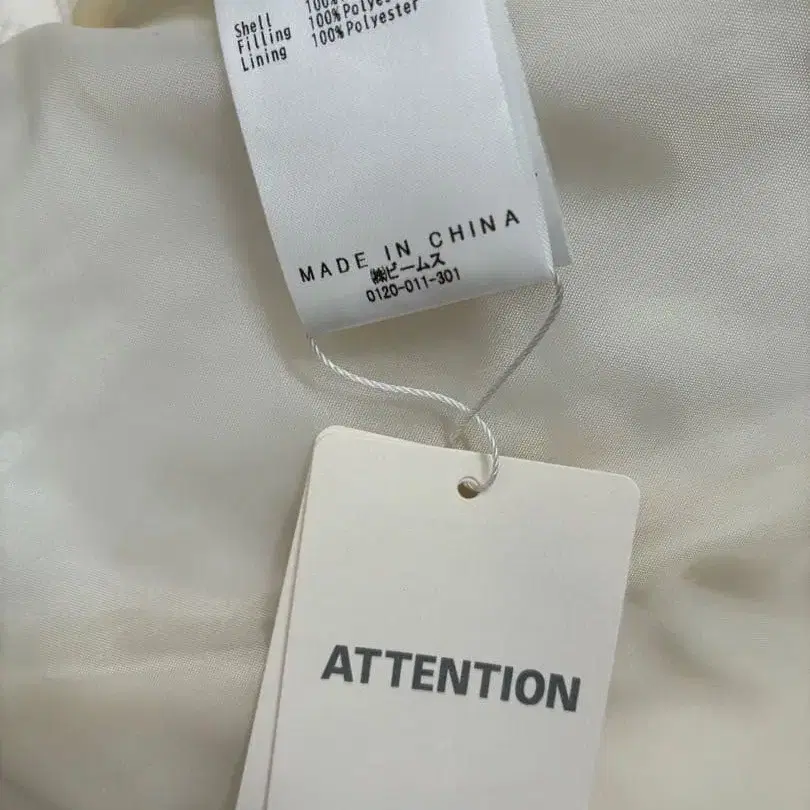 Shell 100%
Filling 100%Polyester
Lining 100%Polyester
MADE IN CHINA
㈱ビームス
0120-011-301
ATTENTION